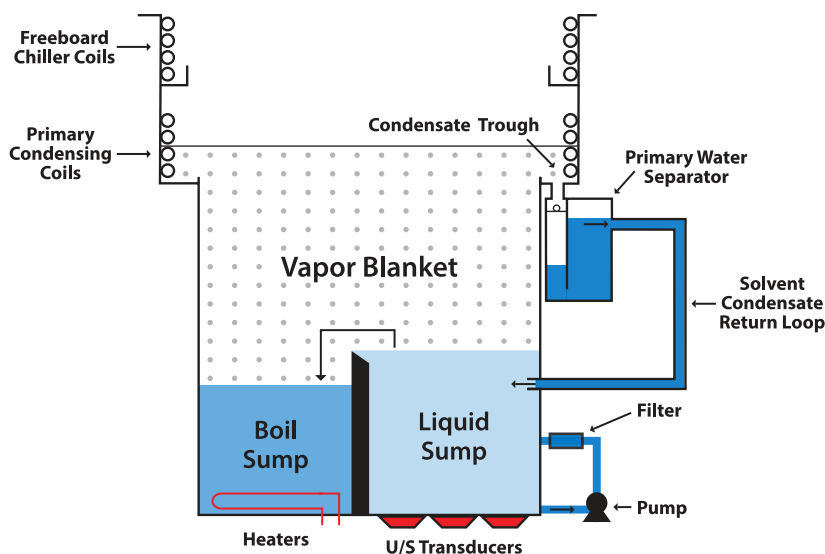 Freeboard
Chiller Coils
Primary
Condensing
Coils
Condensate Trough
Primary Water
Separator
Vapor Blanket
Solvent
Condensate
Return Loop
Boil
Sump
Liquid
Sump
Filter
Pump
Heaters
U/S Transducers